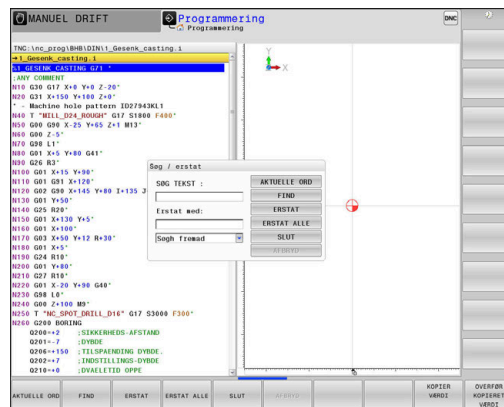 MANUEL DRIFT
Programmering
Programmering
DNC
TNC:\nc_prog\BHB\DIN\1_Gesenk_casting.i
→1_Gesenk_casting.i
%1_GESENK_CASTING G71 *
;ANY COMMENT
N10 G30 G17 X+0 Y+0 Z-20*
N20 G31 X+150 Y+100 Z+0*
* - Machine hole pattern ID27943KL1
N40 T "MILL_D24_ROUGH" G17 S1800 F400*
N50 G00 G90 X-25 Y+65 Z+1 M13*
N60 G00 Z-5*
N70 G98 L1*
N80 G01 X+5 Y+80 G41*
N90 G26 R3*
N100 G01 X+15 Y+90*
N110 G01 G91 X+120*
N120 G02 G90 X+145 Y+80 I+135 J
N130 G01 Y+50*
N140 G25 R20*
N150 G01 X+130 Y+5*
N160 G01 X+100*
N170 G03 X+50 Y+12 R+30*
N180 G01 X+5*
N190 G24 R10*
N200 G01 Y+80*
N210 G27 R10*
N220 G01 X-20 Y+90 G40*
N230 G98 L0*
N240 G00 Z+100 M9*
N250 T "NC_SPOT_DRILL_D16" G17 S3000 F300*
N260 G200 BORING
Q200=+2 ;SIKKERHEDS-AFSTAND
Q201=-7 ;DYBDE
Q206=+150 ;TILSPAENDING DYBDE.
Q202=+7 ;INDSTILLINGS-DYBDE
Q210=+0 ;DVAELETID OPPE
Y
X
Søg / erstat
SØG TEKST :
Erstat med:
Søgh fremad
AKTUELLE ORD
FIND
ERSTAT
ERSTAT ALLE
SLUT
AFBRYD
AKTUELLE ORD
FIND
ERSTAT
ERSTAT ALLE
SLUT
AFBRYD
KOPIER
VÆRDI
OVERFØR
KOPIERET
VÆRDI